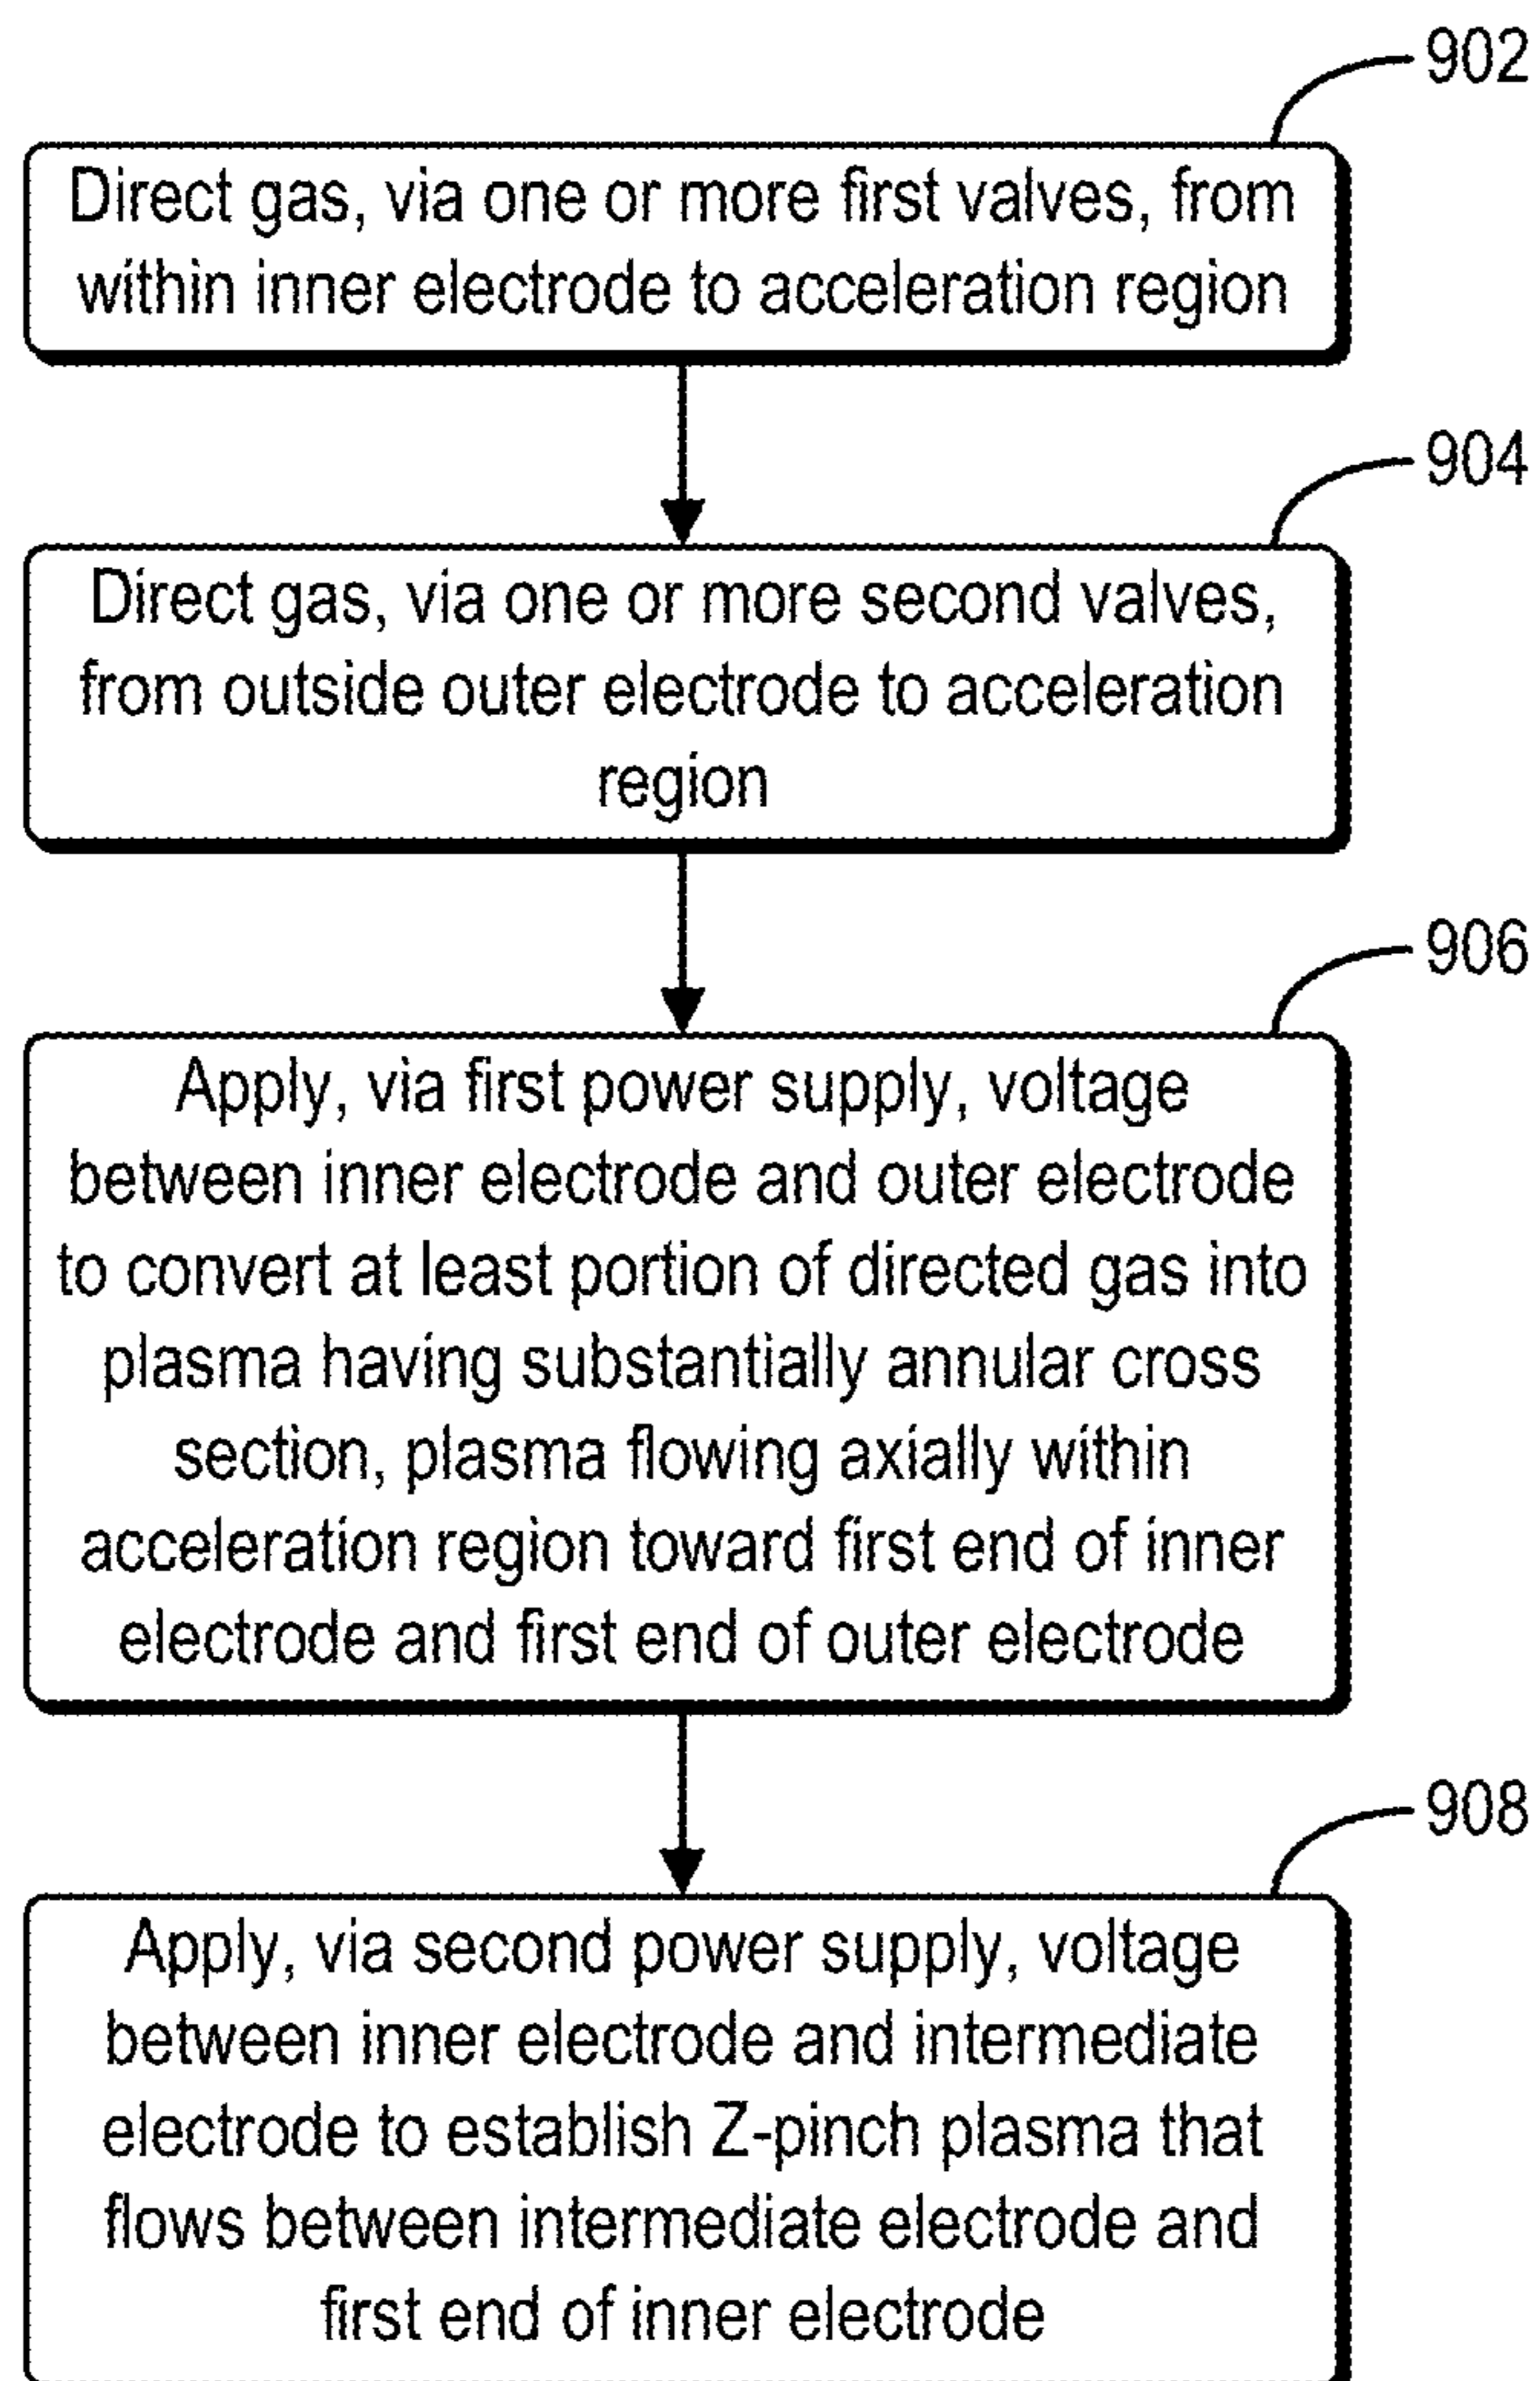 902
Direct gas, via one or more first valves, from
within inner electrode to acceleration region
904
Direct gas, via one or more second valves,
from outside outer electrode to acceleration
region
906
Apply, via first power supply, voltage
between inner electrode and outer electrode
to convert at least portion of directed gas into
plasma having substantially annular cross
section, plasma flowing axially within
acceleration region toward first end of inner
electrode and first end of outer electrode
908
Apply, via second power supply, voltage
between inner electrode and intermediate
electrode to establish Z-pinch plasma that
flows between intermediate electrode and
first end of inner electrode